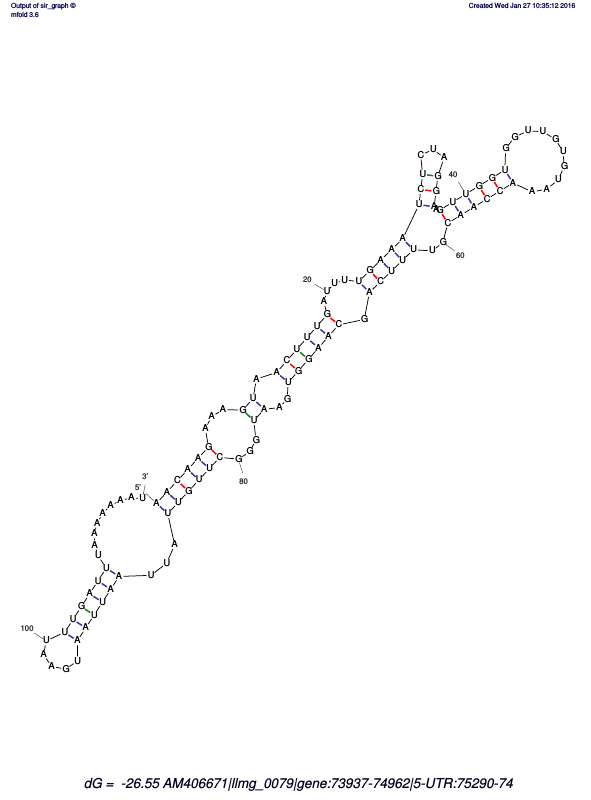 Output of sir_graph ©
mfold 3.6
Created Wed Jan 27 10:35:12 2016
5'
AACAAGAAAGUAACUUUGAUUUUGAAAUCUCUAGGAAGUUGGUGGUUGUGUAAACCAACGUUUUCAGCAAGGUGAAUGGGCUUGUUAUUAAUUAAUGAAUUUGAUUUAAAAAAAU
3'
20
40
60
80
100
dG = -26.55 AM406671|llmg_0079|gene:73937-74962|5-UTR:75290-74